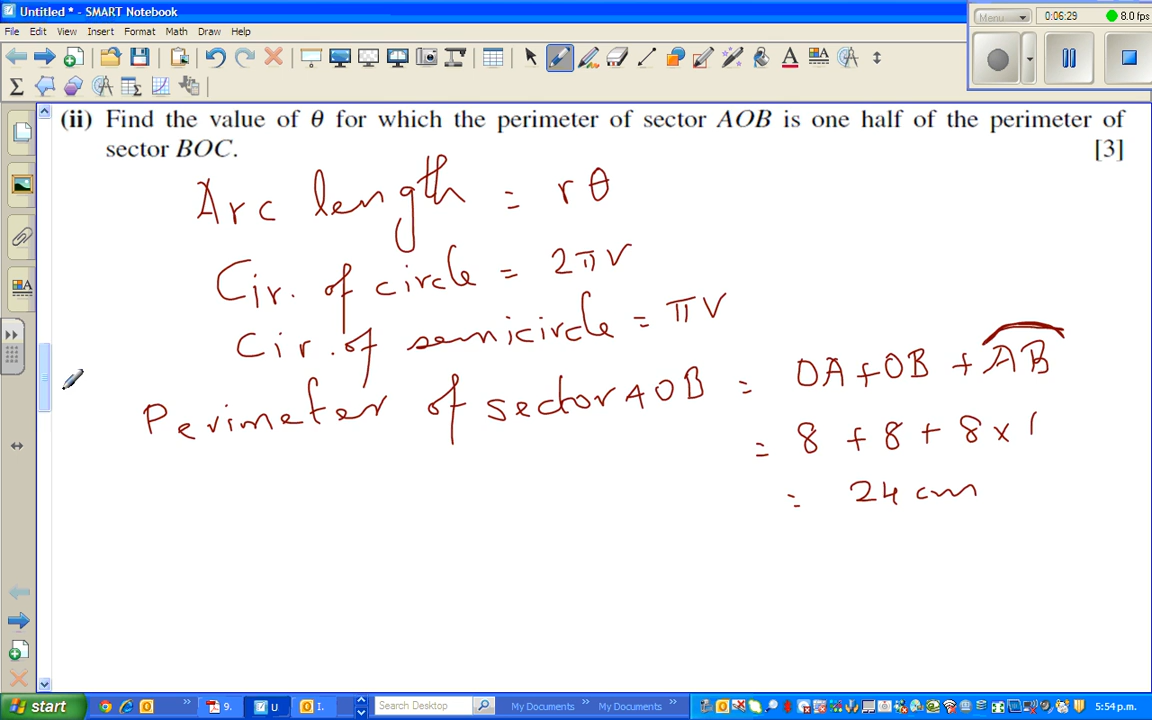 Untitled * - SMART Notebook
Menu
0:06:29
8.0 fps
File Edit View Insert Format Math Draw Help
(ii) Find the value of θ for which the perimeter of sector AOB is one half of the perimeter of
sector BOC. [3]
Arc length = rθ
Cir. of circle = 2πr
Cir. of semicircle = πr
Perimeter of sector AOB = OA + OB + AB
= 8 + 8 + 8 × 1
= 24 cm
start
9.
U
I.
Search Desktop
My Documents
My Computer
5:54 p.m.